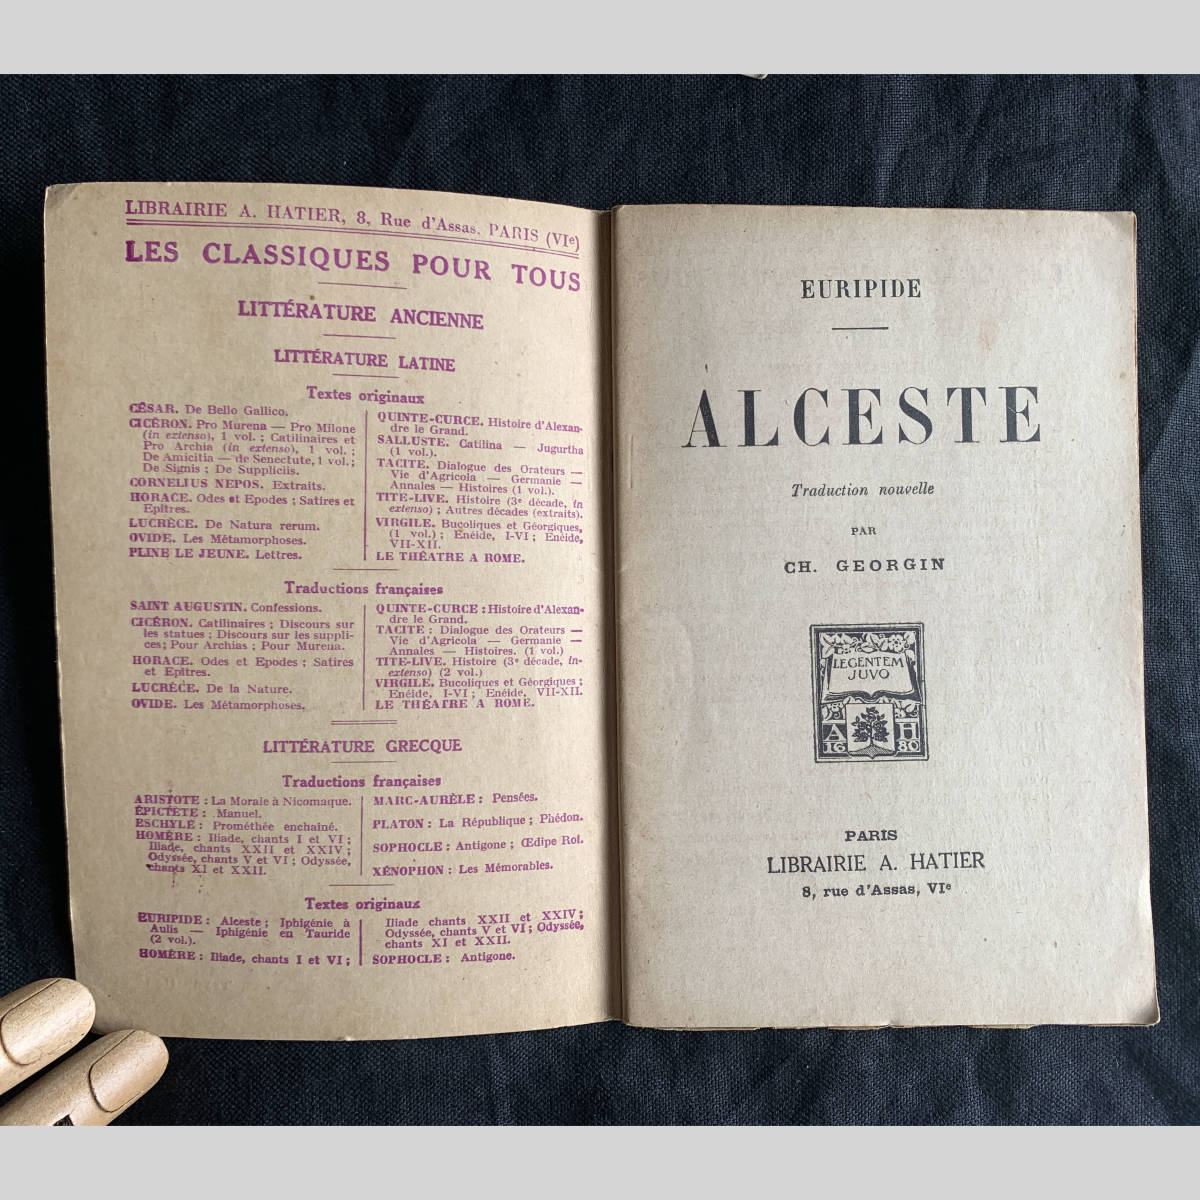 LIBRAIRIE A. HATIER, 8, Rue d'Assas, PARIS (VIe)
LES CLASSIQUES POUR TOUS
LITTÉRATURE ANCIENNE
LITTÉRATURE LATINE
Textes originaux
CÉSAR. De Bello Gallico.
CICÉRON. Pro Murena — Pro Milone
(in extenso), 1 vol. ; Catilinaires et
Pro Archia (in extenso), 1 vol. ;
De Amicitia — de Senectute, 1 vol.;
De Signis ; De Suppliciis.
CORNELIUS NEPOS. Extraits.
HORACE. Odes et Epodes ; Satires et
Epîtres.
LUCRÈCE. De Natura rerum.
OVIDE. Les Métamorphoses.
PLINE LE JEUNE. Lettres.
QUINTE-CURCE. Histoire d'Alexan-
dre le Grand.
SALLUSTE. Catilina — Jugurtha
(1 vol.).
TACITE. Dialogue des Orateurs —
Vie d'Agricola — Germanie —
Annales — Histoires (1 vol.).
TITE-LIVE. Histoire (3e décade, in
extenso) ; Autres décades (extraits).
VIRGILE. Bucoliques et Géorgiques,
(1 vol.) ; Enéide, I-VI ; Enéide,
VII-XII.
LE THÉATRE A ROME.
Traductions françaises
SAINT AUGUSTIN. Confessions.
CICÉRON. Catilinaires ; Discours sur
les statues ; Discours sur les suppli-
ces; Pour Archias ; Pour Murena.
HORACE. Odes et Epodes ; Satires
et Epîtres.
LUCRÈCE. De la Nature.
OVIDE. Les Métamorphoses.
QUINTE-CURCE : Histoire d'Alexan-
dre le Grand.
TACITE : Dialogue des Orateurs —
Vie d'Agricola — Germanie —
Annales — Histoires. (1 vol.)
TITE-LIVE. Histoire (3e décade, in-
extenso) (2 vol.)
VIRGILE. Bucoliques et Géorgiques ;
Enéide, I-VI ; Enéide, VII-XII.
LE THÉATRE A ROME.
LITTÉRATURE GRECQUE
Traductions françaises
ARISTOTE : La Morale à Nicomaque.
ÉPICTÈTE : Manuel.
ESCHYLE : Prométhée enchaîné.
HOMÈRE : Iliade, chants I et VI ;
Iliade, chants XXII et XXIV ;
Odyssée, chants V et VI ; Odyssée,
chants XI et XXII.
MARC-AURÈLE : Pensées.
PLATON : La République ; Phédon.
SOPHOCLE : Antigone ; Œdipe Roi.
XÉNOPHON : Les Mémorables.
Textes originaux
EURIPIDE : Alceste ; Iphigénie à
Aulis — Iphigénie en Tauride
(2 vol.).
HOMÈRE : Iliade, chants I et VI ;
Iliade chants XXII et XXIV ;
Odyssée, chants V et VI ; Odyssée,
chants XI et XXII.
SOPHOCLE : Antigone.
EURIPIDE
ALCESTE
Traduction nouvelle
PAR
CH. GEORGIN
LEGENTEM
JUVO
A H
16 80
PARIS
LIBRAIRIE A. HATIER
8, rue d'Assas, VIe